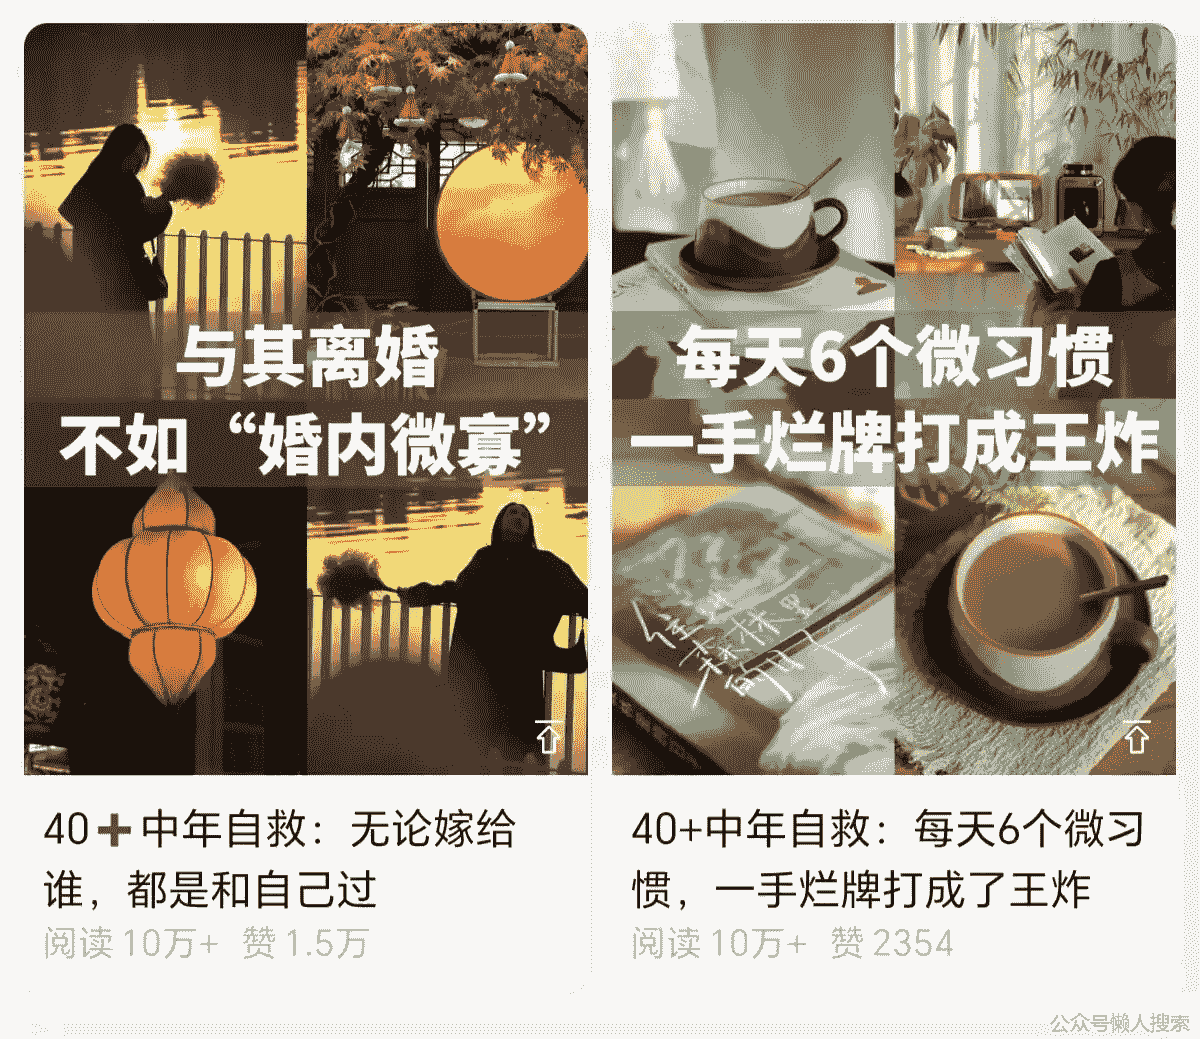 与其离婚
不如“婚内微寡”
40➕中年自救：无论嫁给
谁，都是和自己过
阅读 10万+ 赞 1.5万
每天6个微习惯
一手烂牌打成王炸
40+中年自救：每天6个微习
惯，一手烂牌打成了王炸
阅读 10万+ 赞 2354
公众号懒人搜索